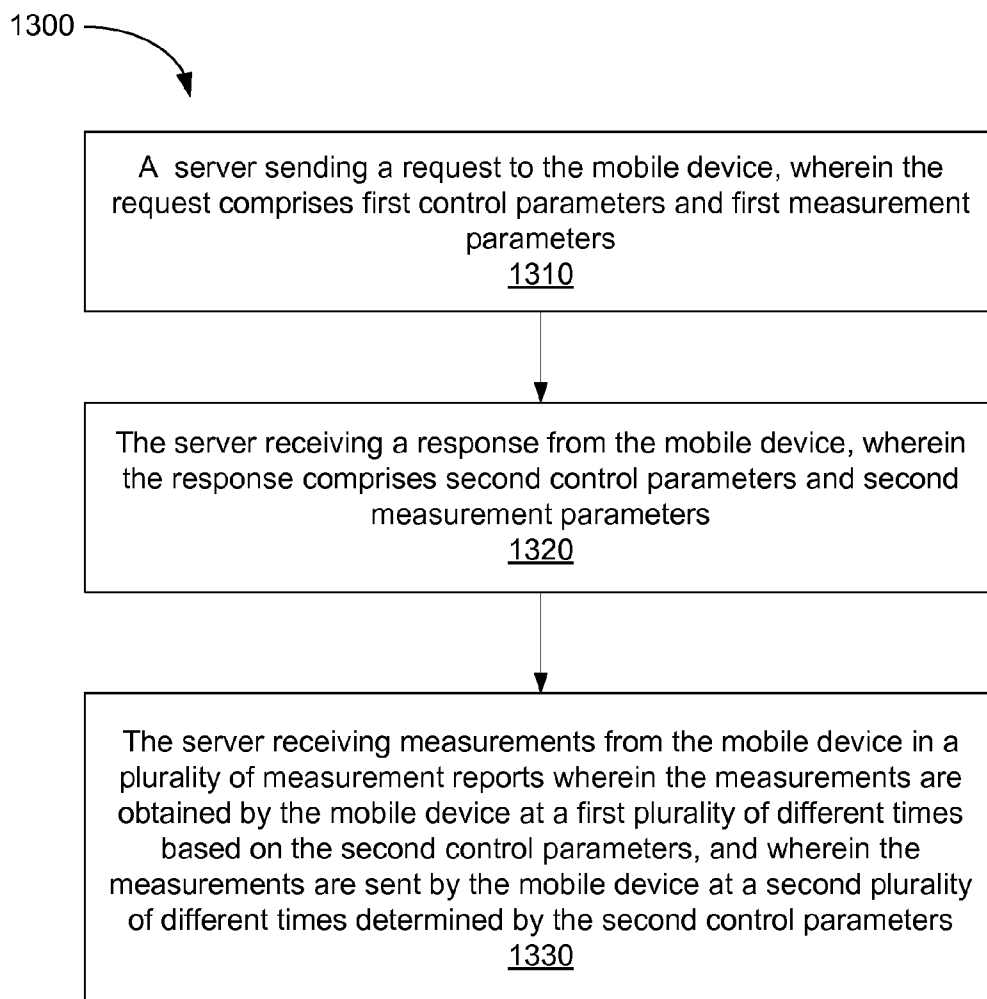 1300
A server sending a request to the mobile device, wherein the
request comprises first control parameters and first measurement
parameters
1310
The server receiving a response from the mobile device, wherein
the response comprises second control parameters and second
measurement parameters
1320
The server receiving measurements from the mobile device in a
plurality of measurement reports wherein the measurements are
obtained by the mobile device at a first plurality of different times
based on the second control parameters, and wherein the
measurements are sent by the mobile device at a second plurality
of different times determined by the second control parameters
1330